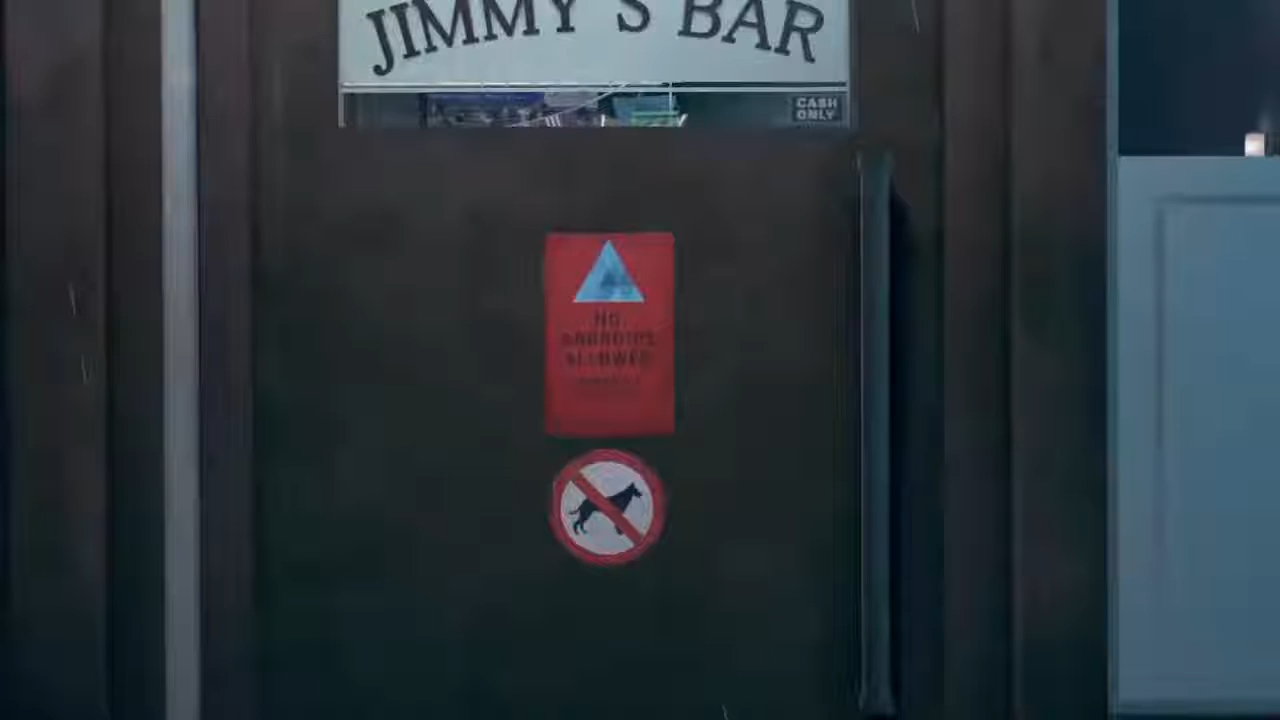 JIMMY'S BAR
CASH
ONLY
NO
ANDROIDS
ALLOWED